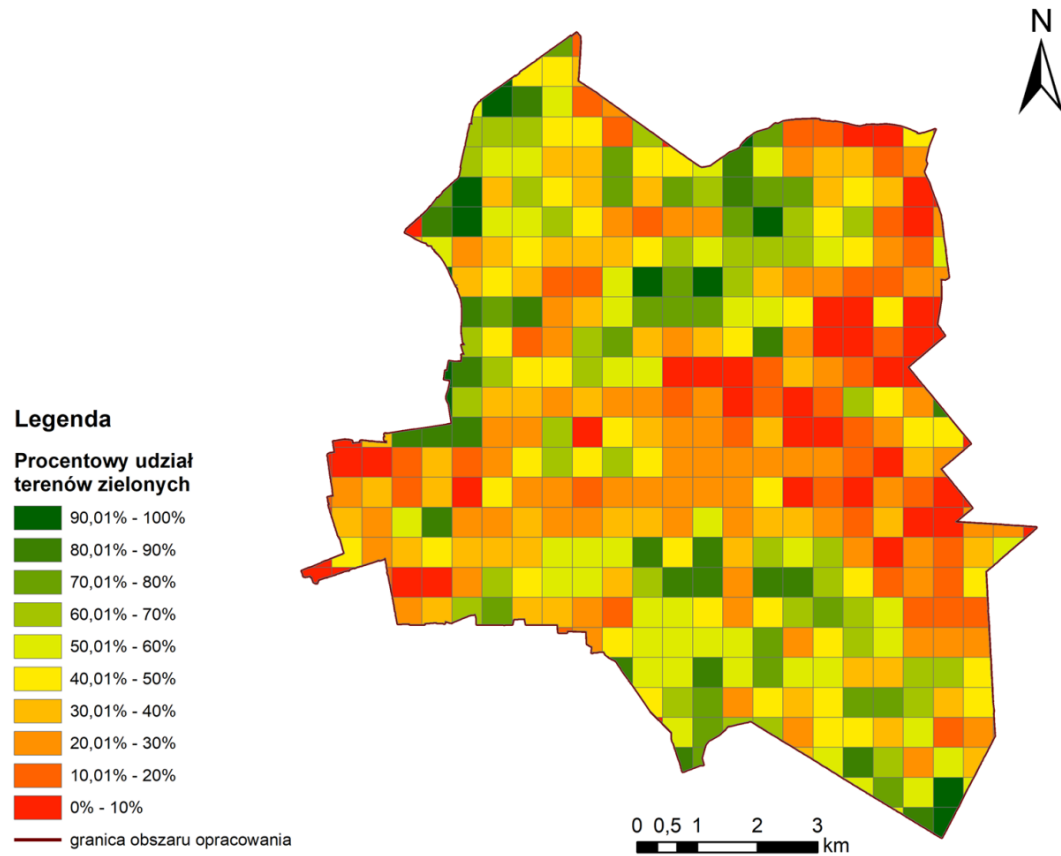 N
Legenda
Procentowy udział
terenów zielonych
90,01% - 100%
80,01% - 90%
70,01% - 80%
60,01% - 70%
50,01% - 60%
40,01% - 50%
30,01% - 40%
20,01% - 30%
10,01% - 20%
0% - 10%
granica obszaru opracowania
0 0,5 1 2 3
km